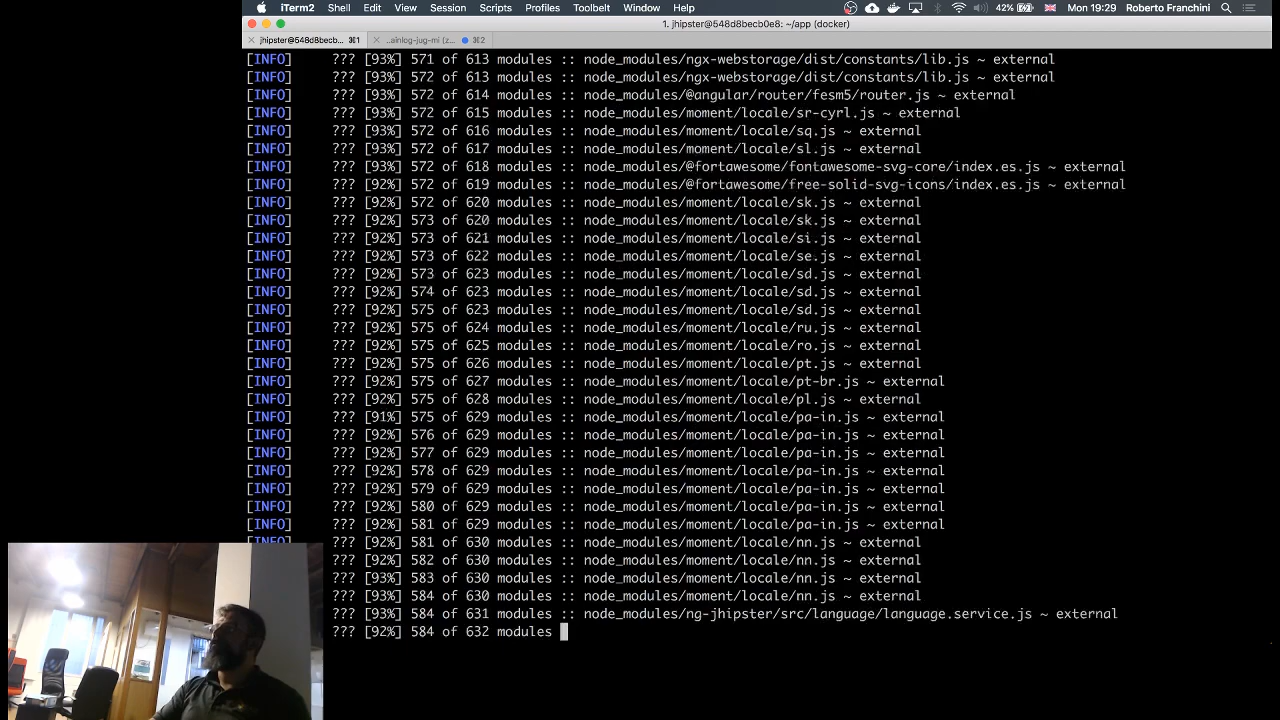 iTerm2 Shell Edit View Session Scripts Profiles Toolbelt Window Help 42% Mon 19:29 Roberto Franchini
1. jhipster@548d8becb0e8: ~/app (docker)
jhipster@548d8becb... ⌘1 ..ainlog-jug-mi (z... ⌘2
[INFO] ??? [93%] 571 of 613 modules :: node_modules/ngx-webstorage/dist/constants/lib.js ~ external
[INFO] ??? [93%] 572 of 613 modules :: node_modules/ngx-webstorage/dist/constants/lib.js ~ external
[INFO] ??? [93%] 572 of 614 modules :: node_modules/@angular/router/fesm5/router.js ~ external
[INFO] ??? [93%] 572 of 615 modules :: node_modules/moment/locale/sr-cyrl.js ~ external
[INFO] ??? [93%] 572 of 616 modules :: node_modules/moment/locale/sq.js ~ external
[INFO] ??? [93%] 572 of 617 modules :: node_modules/moment/locale/sl.js ~ external
[INFO] ??? [93%] 572 of 618 modules :: node_modules/@fortawesome/fontawesome-svg-core/index.es.js ~ external
[INFO] ??? [92%] 572 of 619 modules :: node_modules/@fortawesome/free-solid-svg-icons/index.es.js ~ external
[INFO] ??? [92%] 572 of 620 modules :: node_modules/moment/locale/sk.js ~ external
[INFO] ??? [92%] 573 of 620 modules :: node_modules/moment/locale/sk.js ~ external
[INFO] ??? [92%] 573 of 621 modules :: node_modules/moment/locale/si.js ~ external
[INFO] ??? [92%] 573 of 622 modules :: node_modules/moment/locale/se.js ~ external
[INFO] ??? [92%] 573 of 623 modules :: node_modules/moment/locale/sd.js ~ external
[INFO] ??? [92%] 574 of 623 modules :: node_modules/moment/locale/sd.js ~ external
[INFO] ??? [92%] 575 of 623 modules :: node_modules/moment/locale/sd.js ~ external
[INFO] ??? [92%] 575 of 624 modules :: node_modules/moment/locale/ru.js ~ external
[INFO] ??? [92%] 575 of 625 modules :: node_modules/moment/locale/ro.js ~ external
[INFO] ??? [92%] 575 of 626 modules :: node_modules/moment/locale/pt.js ~ external
[INFO] ??? [92%] 575 of 627 modules :: node_modules/moment/locale/pt-br.js ~ external
[INFO] ??? [92%] 575 of 628 modules :: node_modules/moment/locale/pl.js ~ external
[INFO] ??? [91%] 575 of 629 modules :: node_modules/moment/locale/pa-in.js ~ external
[INFO] ??? [92%] 576 of 629 modules :: node_modules/moment/locale/pa-in.js ~ external
[INFO] ??? [92%] 577 of 629 modules :: node_modules/moment/locale/pa-in.js ~ external
[INFO] ??? [92%] 578 of 629 modules :: node_modules/moment/locale/pa-in.js ~ external
[INFO] ??? [92%] 579 of 629 modules :: node_modules/moment/locale/pa-in.js ~ external
[INFO] ??? [92%] 580 of 629 modules :: node_modules/moment/locale/pa-in.js ~ external
[INFO] ??? [92%] 581 of 629 modules :: node_modules/moment/locale/pa-in.js ~ external
[INFO] ??? [92%] 581 of 630 modules :: node_modules/moment/locale/nn.js ~ external
??? [92%] 582 of 630 modules :: node_modules/moment/locale/nn.js ~ external
??? [93%] 583 of 630 modules :: node_modules/moment/locale/nn.js ~ external
??? [93%] 584 of 630 modules :: node_modules/moment/locale/nn.js ~ external
??? [93%] 584 of 631 modules :: node_modules/ng-jhipster/src/language/language.service.js ~ external
??? [92%] 584 of 632 modules